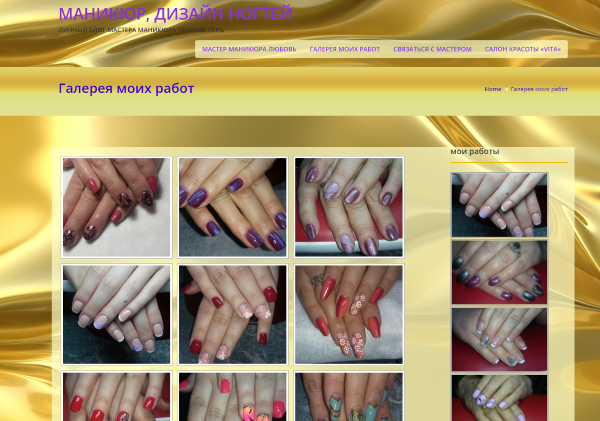 МАНИКЮР, ДИЗАЙН НОГТЕЙ
ЛИЧНЫЙ БЛОГ МАСТЕРА МАНИКЮРА
МАСТЕР МАНИКЮРА ЛЮБОВЬ ГАЛЕРЕЯ МОИХ РАБОТ СВЯЗАТЬСЯ С МАСТЕРОМ САЛОН КРАСОТЫ «VITA»
Галерея моих работ
Home Галерея моих работ
мои работы